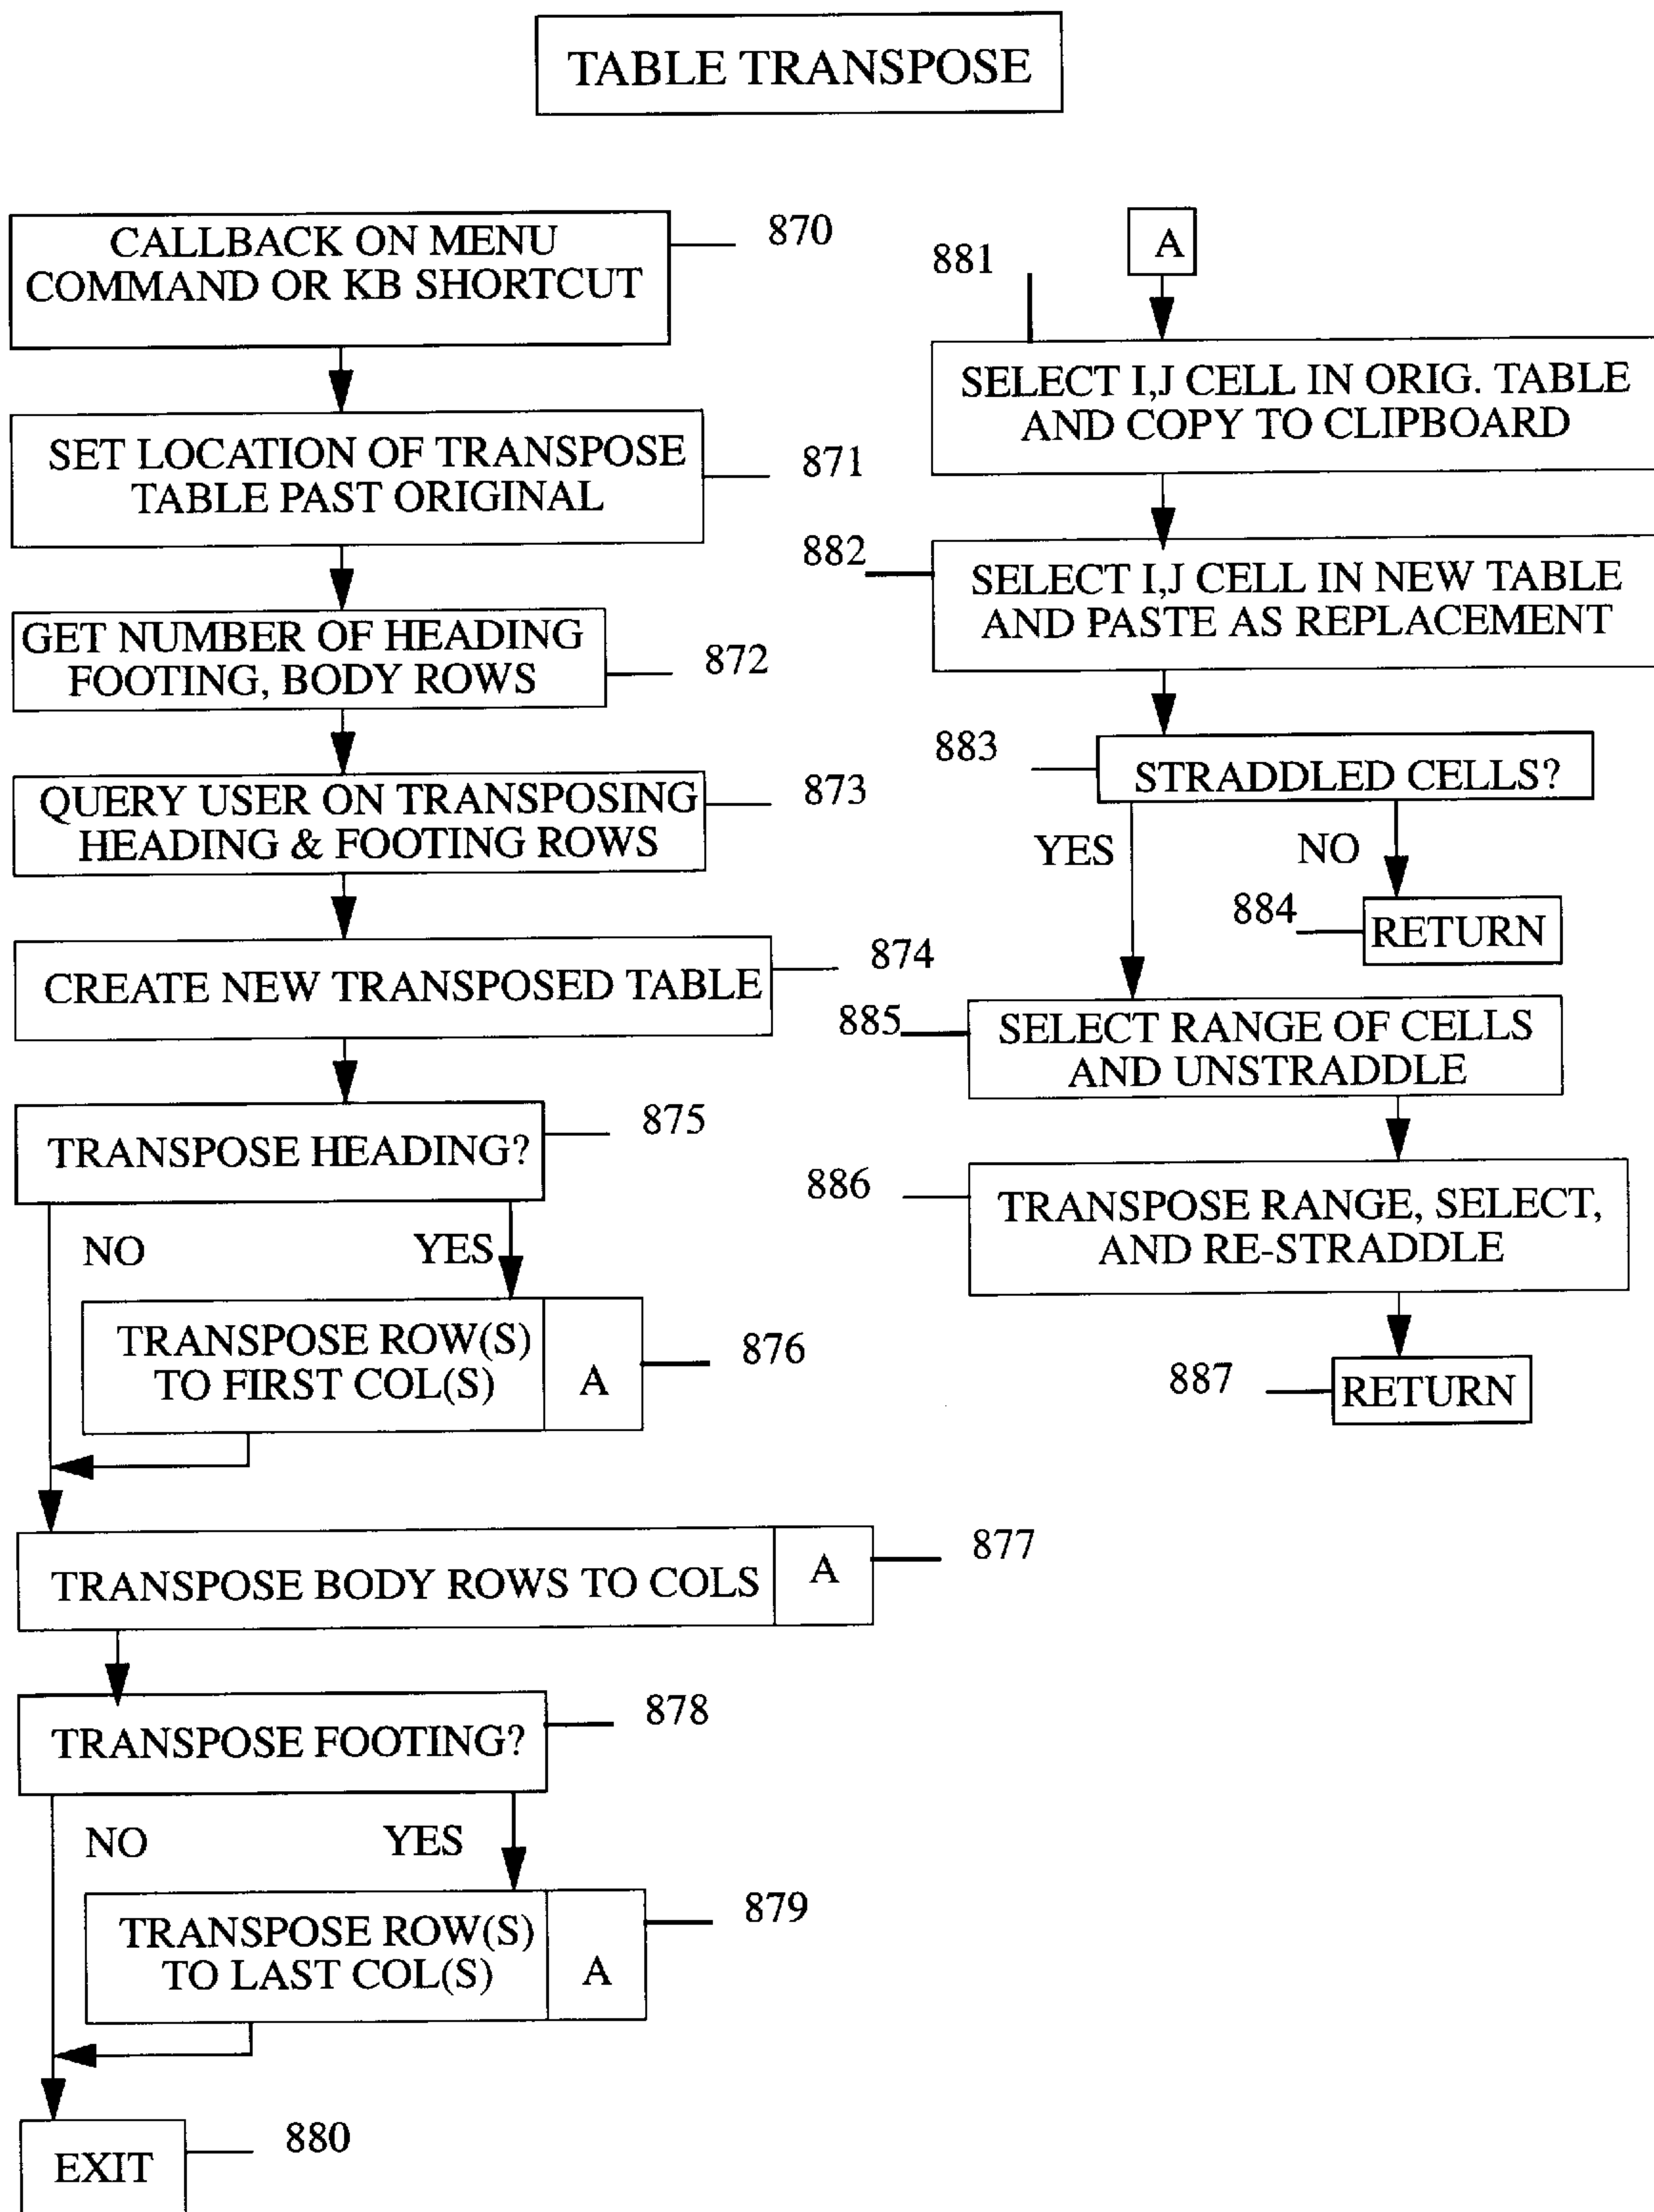 TABLE TRANSPOSE
CALLBACK ON MENU
COMMAND OR KB SHORTCUT
870
SET LOCATION OF TRANSPOSE
TABLE PAST ORIGINAL
871
GET NUMBER OF HEADING
FOOTING, BODY ROWS
872
QUERY USER ON TRANSPOSING
HEADING & FOOTING ROWS
873
CREATE NEW TRANSPOSED TABLE
874
TRANSPOSE HEADING?
875
NO
YES
TRANSPOSE ROW(S)
TO FIRST COL(S)
A
876
TRANSPOSE BODY ROWS TO COLS
A
877
TRANSPOSE FOOTING?
878
NO
YES
TRANSPOSE ROW(S)
TO LAST COL(S)
A
879
EXIT
880
A
881
SELECT I,J CELL IN ORIG. TABLE
AND COPY TO CLIPBOARD
882
SELECT I,J CELL IN NEW TABLE
AND PASTE AS REPLACEMENT
883
STRADDLED CELLS?
YES
NO
884
RETURN
885
SELECT RANGE OF CELLS
AND UNSTRADDLE
886
TRANSPOSE RANGE, SELECT,
AND RE-STRADDLE
887
RETURN